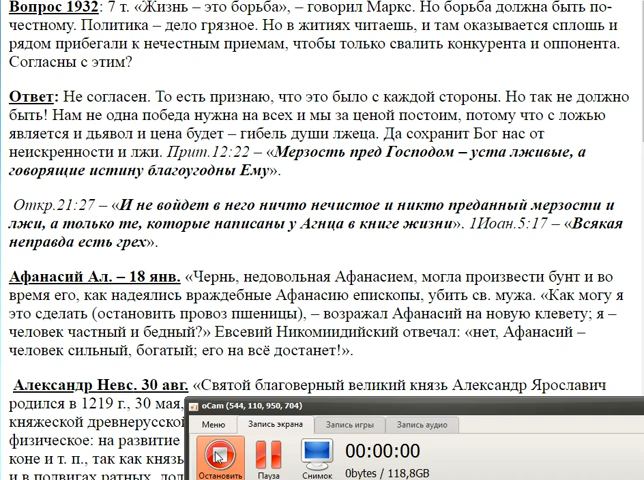 Вопрос 1932: 7 т. «Жизнь – это борьба», – говорил Маркс. Но борьба должна быть по-
честному. Политика – дело грязное. Но в житиях читаешь, и там оказывается сплошь и
рядом прибегали к нечестным приемам, чтобы только свалить конкурента и оппонента.
Согласны с этим?
Ответ: Не согласен. То есть признаю, что это было с каждой стороны. Но так не должно
быть! Нам не одна победа нужна на всех и мы за ценой постоим, потому что с ложью
является и дьявол и цена будет – гибель души лжеца. Да сохранит Бог нас от
неискренности и лжи. Прит.12:22 – «Мерзость пред Господом – уста лживые, а
говорящие истину благоугодны Ему».
Откр.21:27 – «И не войдет в него ничто нечистое и никто преданный мерзости и
лжи, а только те, которые написаны у Агнца в книге жизни». 1Иоан.5:17 – «Всякая
неправда есть грех».
Афанасий Ал. – 18 янв. «Чернь, недовольная Афанасием, могла произвести бунт и во
время его, как надеялись враждебные Афанасию епископы, убить св. мужа. «Как могу я
это сделать (остановить провоз пшеницы), – возражал Афанасий на новую клевету; я –
человек частный и бедный?» Евсевий Никомиидийский отвечал: «нет, Афанасий –
человек сильный, богатый; его на всё достанет!».
Александр Невс. 30 авг. «Святой благоверный великий князь Александр Ярославич
родился в 1219 г., 30 мая,
княжеской древнерусской
физическое: на развитие
коне и т. п., так как князь
и в подвигах ратных, дол
oCam (544, 110, 950, 704)
Меню
Запись экрана
Запись игры
Запись аудио
Остановить
Пауза
Снимок
00:00:00
0bytes / 118,8GB